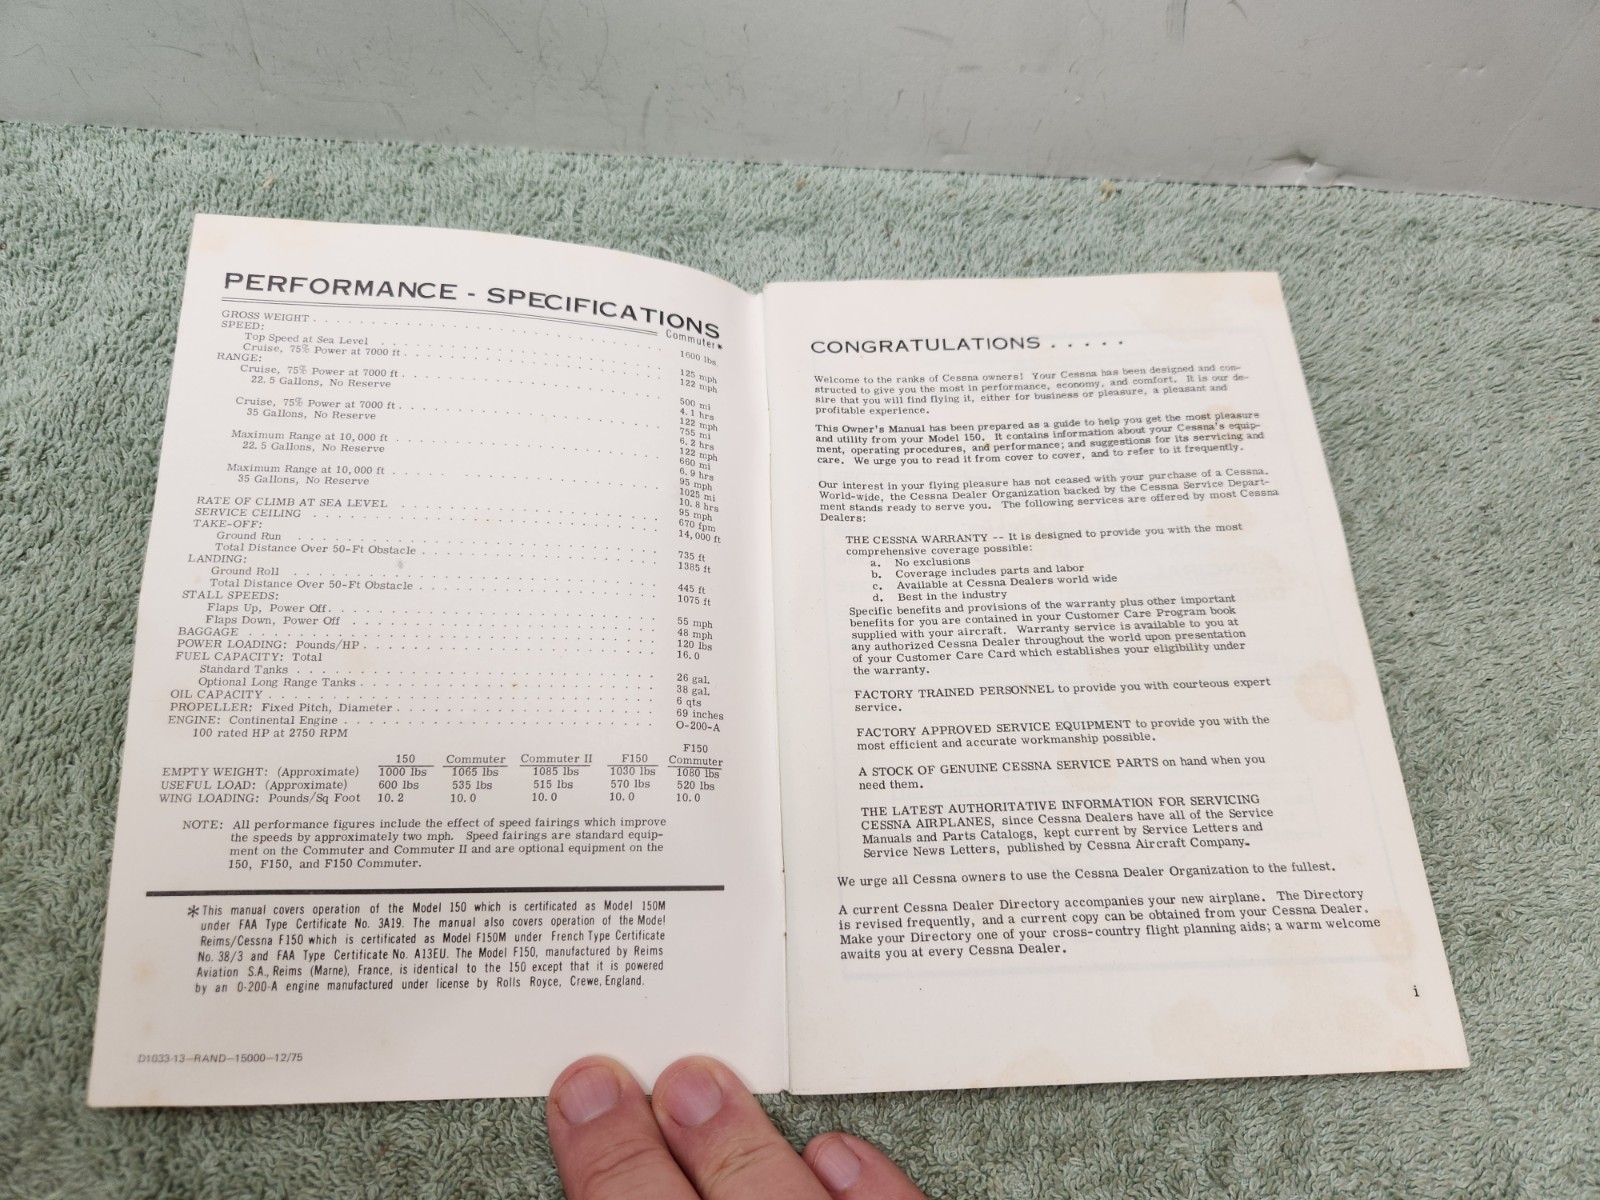 PERFORMANCE - SPECIFICATIONS
Commuter*
GROSS WEIGHT . . . . . . . . . . 1600 lbs
SPEED:
Top Speed at Sea Level . . . . . . . . . . 125 mph
Cruise, 75% Power at 7000 ft . . . . . . . . . . 122 mph
RANGE:
Cruise, 75% Power at 7000 ft . . . . . . . . . . 500 mi
22.5 Gallons, No Reserve 4.1 hrs
122 mph
Cruise, 75% Power at 7000 ft . . . . . . . . . . 755 mi
35 Gallons, No Reserve 6.2 hrs
122 mph
Maximum Range at 10,000 ft . . . . . . . . . . 660 mi
22.5 Gallons, No Reserve 6.9 hrs
95 mph
Maximum Range at 10,000 ft . . . . . . . . . . 1025 mi
35 Gallons, No Reserve 10.8 hrs
95 mph
RATE OF CLIMB AT SEA LEVEL . . . . . . . . . . 670 fpm
SERVICE CEILING . . . . . . . . . . 14,000 ft
TAKE-OFF:
Ground Run . . . . . . . . . . 735 ft
Total Distance Over 50-Ft Obstacle . . . . . . . . . . 1385 ft
LANDING:
Ground Roll . . . . . . . . . . 445 ft
Total Distance Over 50-Ft Obstacle . . . . . . . . . . 1075 ft
STALL SPEEDS:
Flaps Up, Power Off . . . . . . . . . . 55 mph
Flaps Down, Power Off . . . . . . . . . . 48 mph
BAGGAGE . . . . . . . . . . 120 lbs
POWER LOADING: Pounds/HP . . . . . . . . . . 16.0
FUEL CAPACITY: Total
Standard Tanks . . . . . . . . . . 26 gal.
Optional Long Range Tanks . . . . . . . . . . 38 gal.
OIL CAPACITY . . . . . . . . . . 6 qts
PROPELLER: Fixed Pitch, Diameter . . . . . . . . . . 69 inches
ENGINE: Continental Engine . . . . . . . . . . O-200-A
100 rated HP at 2750 RPM
F150
150 Commuter Commuter II F150 Commuter
EMPTY WEIGHT: (Approximate) 1000 lbs 1065 lbs 1085 lbs 1030 lbs 1080 lbs
USEFUL LOAD: (Approximate) 600 lbs 535 lbs 515 lbs 570 lbs 520 lbs
WING LOADING: Pounds/Sq Foot 10.2 10.0 10.0 10.0 10.0
NOTE: All performance figures include the effect of speed fairings which improve
the speeds by approximately two mph. Speed fairings are standard equip-
ment on the Commuter and Commuter II and are optional equipment on the
150, F150, and F150 Commuter.
*This manual covers operation of the Model 150 which is certificated as Model 150M
under FAA Type Certificate No. 3A19. The manual also covers operation of the Model
Reims/Cessna F150 which is certificated as Model F150M under French Type Certificate
No. 38/3 and FAA Type Certificate No. A13EU. The Model F150, manufactured by Reims
Aviation S.A., Reims (Marne), France, is identical to the 150 except that it is powered
by an O-200-A engine manufactured under license by Rolls Royce, Crewe, England.
D1033-13-RAND-15000-12/75
CONGRATULATIONS . . . . .
Welcome to the ranks of Cessna owners! Your Cessna has been designed and con-
structed to give you the most in performance, economy, and comfort. It is our de-
sire that you will find flying it, either for business or pleasure, a pleasant and
profitable experience.
This Owner's Manual has been prepared as a guide to help you get the most pleasure
and utility from your Model 150. It contains information about your Cessna's equip-
ment, operating procedures, and performance; and suggestions for its servicing and
care. We urge you to read it from cover to cover, and to refer to it frequently.
Our interest in your flying pleasure has not ceased with your purchase of a Cessna.
World-wide, the Cessna Dealer Organization backed by the Cessna Service Depart-
ment stands ready to serve you. The following services are offered by most Cessna
Dealers:
THE CESSNA WARRANTY -- It is designed to provide you with the most
comprehensive coverage possible:
a. No exclusions
b. Coverage includes parts and labor
c. Available at Cessna Dealers world wide
d. Best in the industry
Specific benefits and provisions of the warranty plus other important
benefits for you are contained in your Customer Care Program book
supplied with your aircraft. Warranty service is available to you at
any authorized Cessna Dealer throughout the world upon presentation
of your Customer Care Card which establishes your eligibility under
the warranty.
FACTORY TRAINED PERSONNEL to provide you with courteous expert
service.
FACTORY APPROVED SERVICE EQUIPMENT to provide you with the
most efficient and accurate workmanship possible.
A STOCK OF GENUINE CESSNA SERVICE PARTS on hand when you
need them.
THE LATEST AUTHORITATIVE INFORMATION FOR SERVICING
CESSNA AIRPLANES, since Cessna Dealers have all of the Service
Manuals and Parts Catalogs, kept current by Service Letters and
Service News Letters, published by Cessna Aircraft Company.
We urge all Cessna owners to use the Cessna Dealer Organization to the fullest.
A current Cessna Dealer Directory accompanies your new airplane. The Directory
is revised frequently, and a current copy can be obtained from your Cessna Dealer.
Make your Directory one of your cross-country flight planning aids; a warm welcome
awaits you at every Cessna Dealer.
i